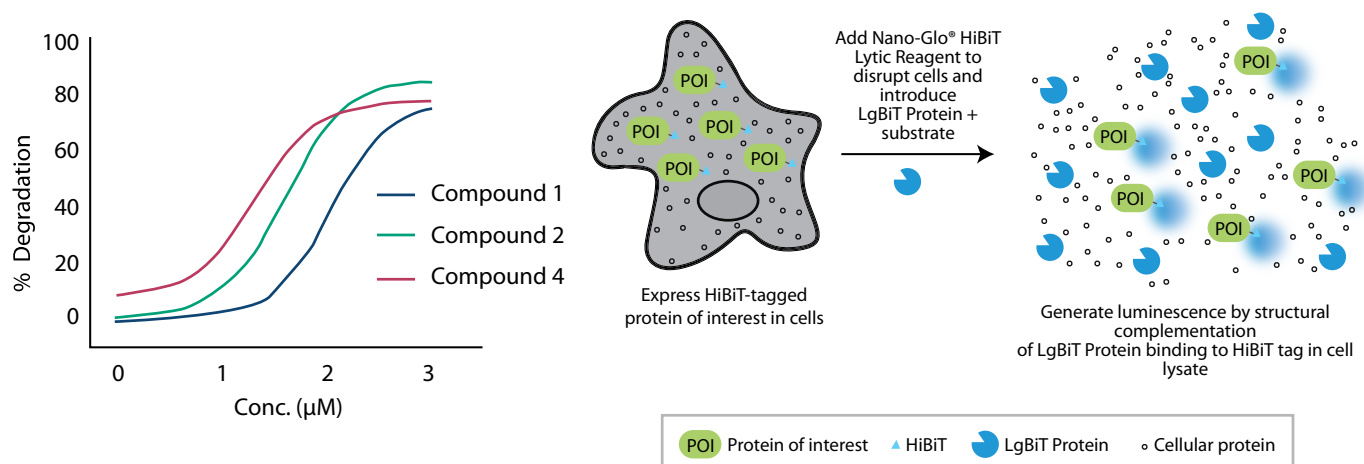 % Degradation
100
80
60
40
20
0
0 1 2 3
Conc. (µM)
Compound 1
Compound 2
Compound 4
POI
POI
POI
POI
POI
Express HiBiT-tagged
protein of interest in cells
Add Nano-Glo® HiBiT
Lytic Reagent to
disrupt cells and
introduce
LgBiT Protein +
substrate
POI
POI
POI
POI
POI
Generate luminescence by structural
complementation
of LgBiT Protein binding to HiBiT tag in cell
lysate
POI Protein of interest HiBiT LgBiT Protein Cellular protein